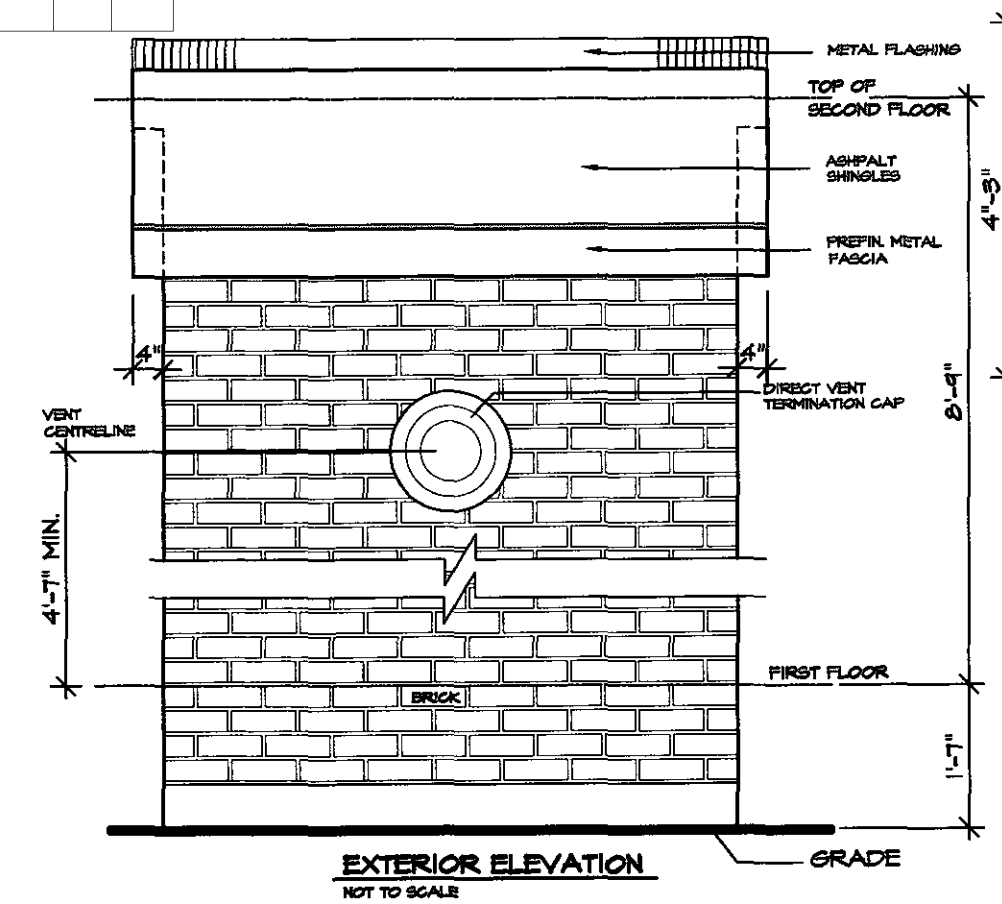 METAL FLASHING
TOP OF
SECOND FLOOR
ASHPALT
SHINGLES
4'-3"
PREFIN. METAL
FASCIA
4"
4"
DIRECT VENT
TERMINATION CAP
8'-9"
VENT
CENTRELINE
4'-7" MIN.
FIRST FLOOR
BRICK
1'-7"
GRADE
EXTERIOR ELEVATION
NOT TO SCALE